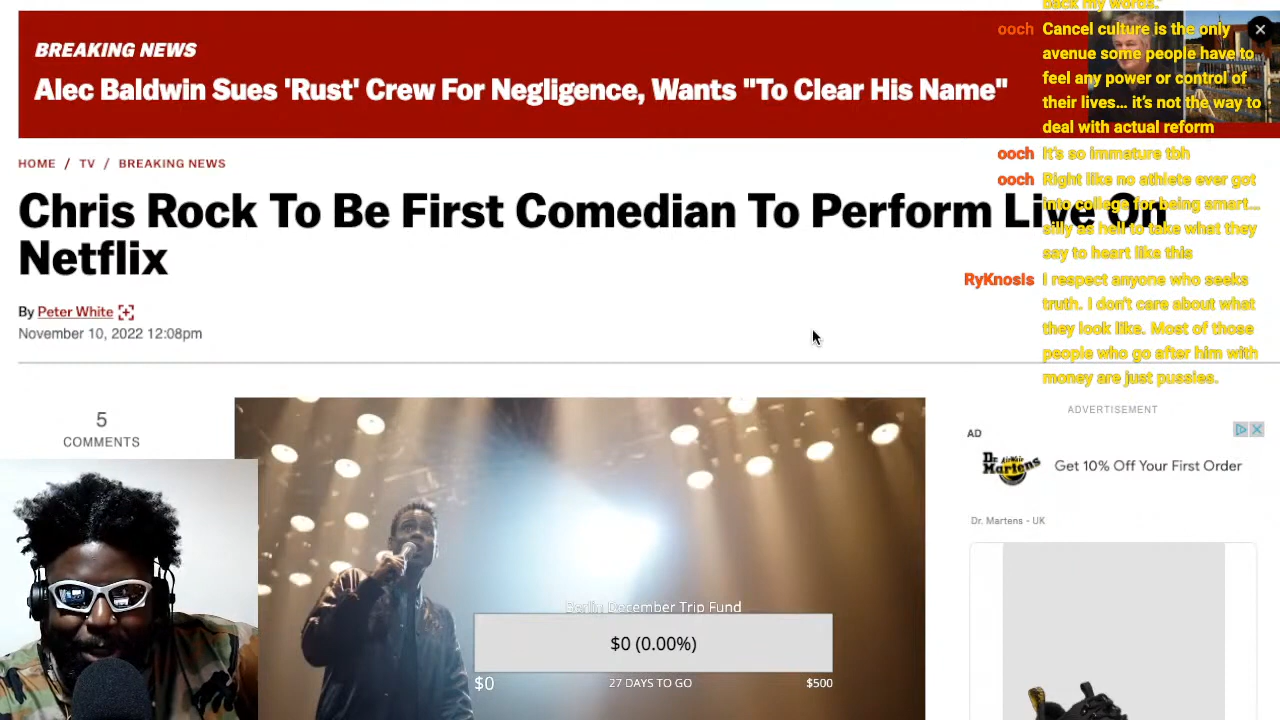 back my words."
BREAKING NEWS
Alec Baldwin Sues 'Rust' Crew For Negligence, Wants "To Clear His Name"
ooch Cancel culture is the only
avenue some people have to
feel any power or control of
their lives... it's not the way to
deal with actual reform
ooch It's so immature tbh
ooch Right like no athlete ever got
into college for being smart...
silly as hell to take what they
say to heart like this
RyKnosis I respect anyone who seeks
truth. I don't care about what
they look like. Most of those
people who go after him with
money are just pussies.
HOME / TV / BREAKING NEWS
Chris Rock To Be First Comedian To Perform Live On
Netflix
By Peter White
November 10, 2022 12:08pm
5
COMMENTS
ADVERTISEMENT
AD
Dr. Martens AirWair
Get 10% Off Your First Order
Dr. Martens - UK
Berlin December Trip Fund
$0 (0.00%)
$0 27 DAYS TO GO $500